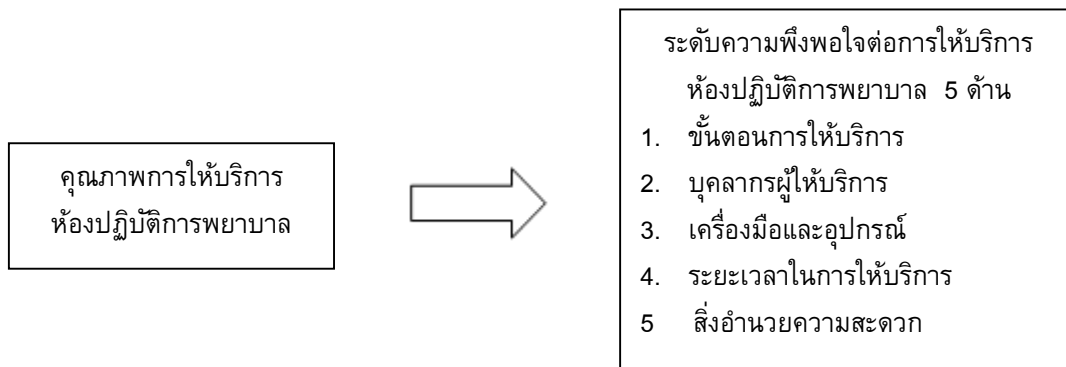 คุณภาพการให้บริการ
ห้องปฏิบัติการพยาบาล
ระดับความพึงพอใจต่อการให้บริการ
ห้องปฏิบัติการพยาบาล 5 ด้าน
1. ขั้นตอนการให้บริการ
2. บุคลากรผู้ให้บริการ
3. เครื่องมือและอุปกรณ์
4. ระยะเวลาในการให้บริการ
5 สิ่งอำนวยความสะดวก